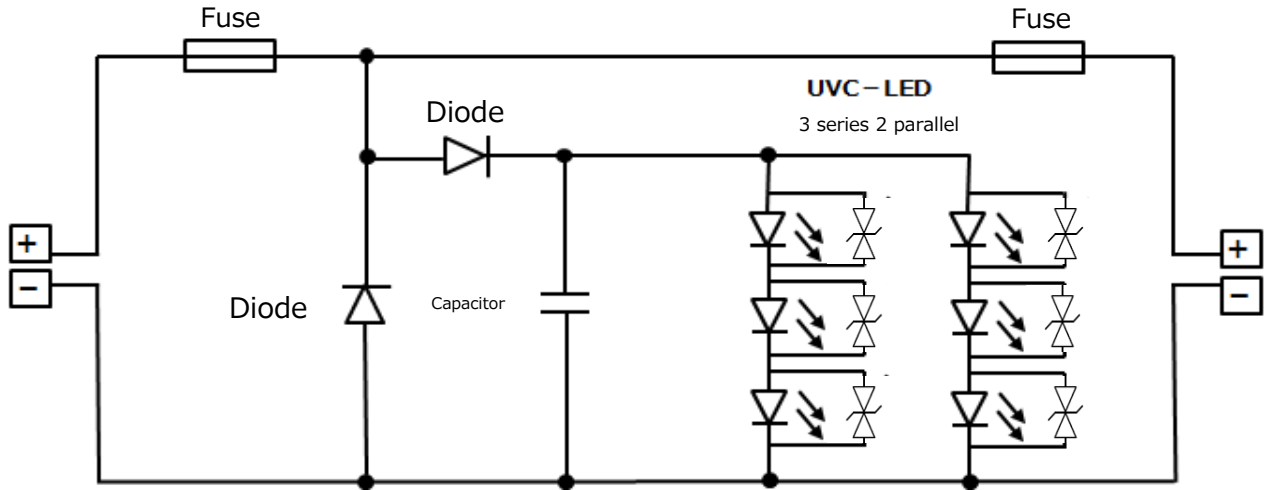 Fuse
Fuse
UVC－LED
3 series 2 parallel
Diode
+
−
Diode
Capacitor
+
−